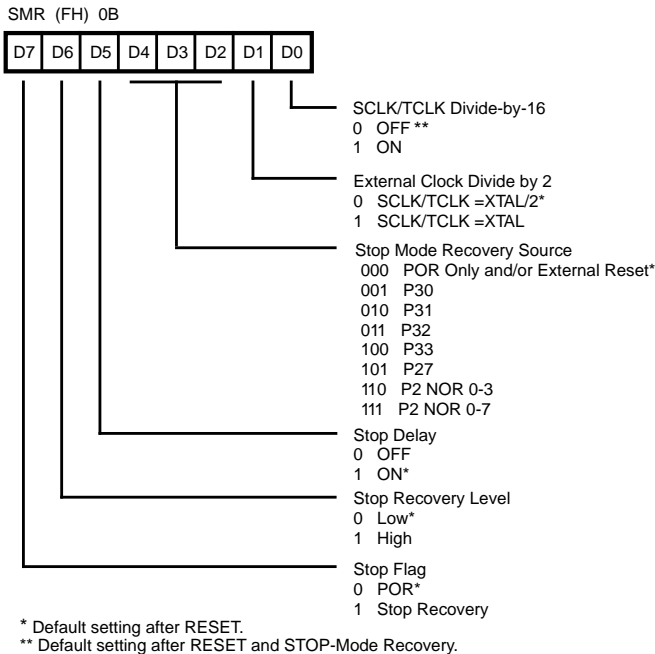 SMR (FH) 0B
D7 D6 D5 D4 D3 D2 D1 D0
SCLK/TCLK Divide-by-16
0 OFF **
1 ON
External Clock Divide by 2
0 SCLK/TCLK =XTAL/2*
1 SCLK/TCLK =XTAL
Stop Mode Recovery Source
000 POR Only and/or External Reset*
001 P30
010 P31
011 P32
100 P33
101 P27
110 P2 NOR 0-3
111 P2 NOR 0-7
Stop Delay
0 OFF
1 ON*
Stop Recovery Level
0 Low*
1 High
Stop Flag
0 POR*
1 Stop Recovery
* Default setting after RESET.
** Default setting after RESET and STOP-Mode Recovery.